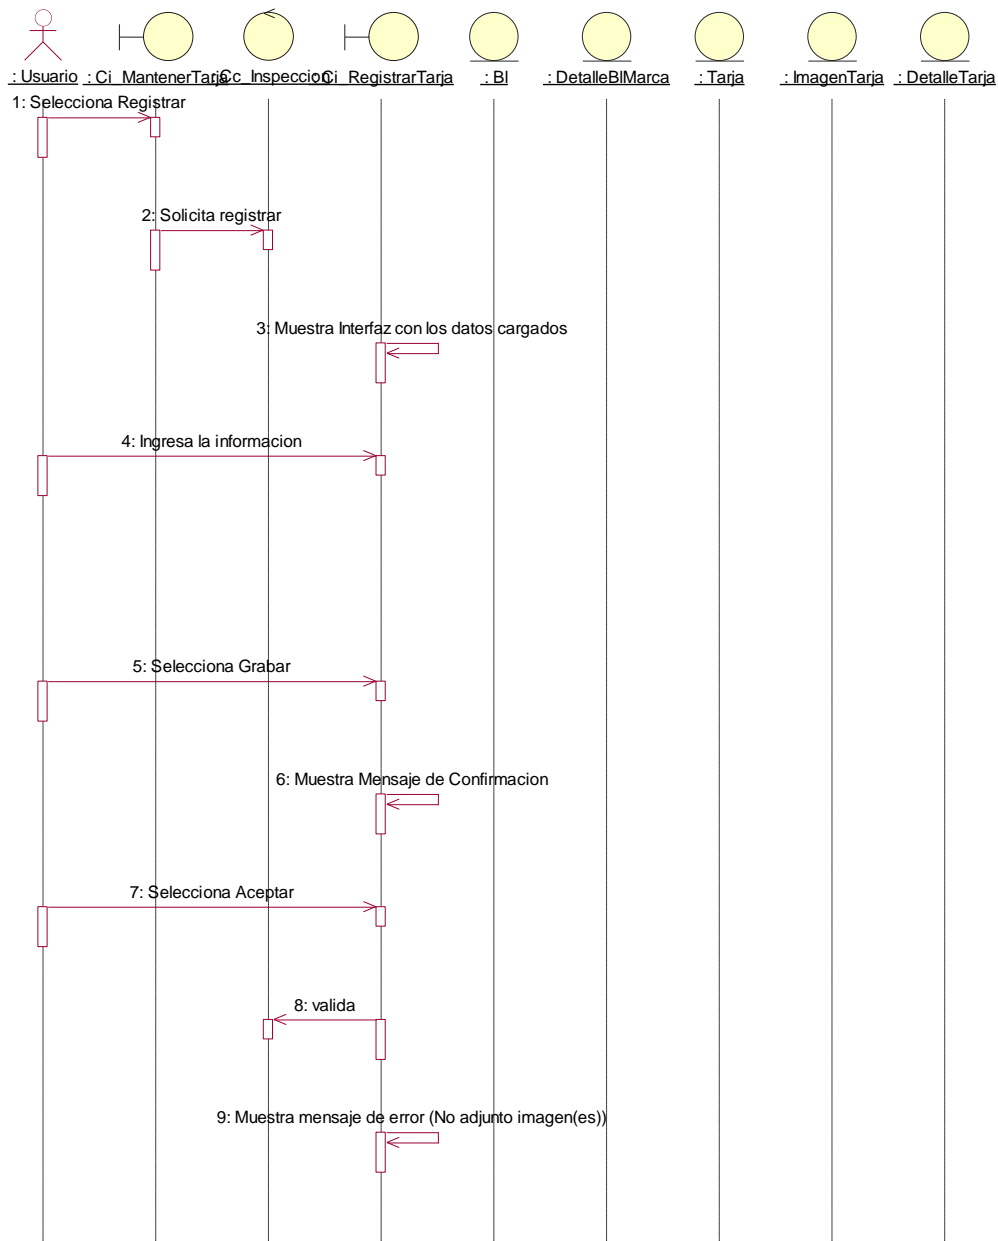 : Usuario
: Ci_MantenerTarja
: Cc_Inspeccion
: Ci_RegistrarTarja
: Bl
: DetalleBlMarca
: Tarja
: ImagenTarja
: DetalleTarja
1: Selecciona Registrar
2: Solicita registrar
3: Muestra Interfaz con los datos cargados
4: Ingresa la informacion
5: Selecciona Grabar
6: Muestra Mensaje de Confirmacion
7: Selecciona Aceptar
8: valida
9: Muestra mensaje de error (No adjunto imagen(es))